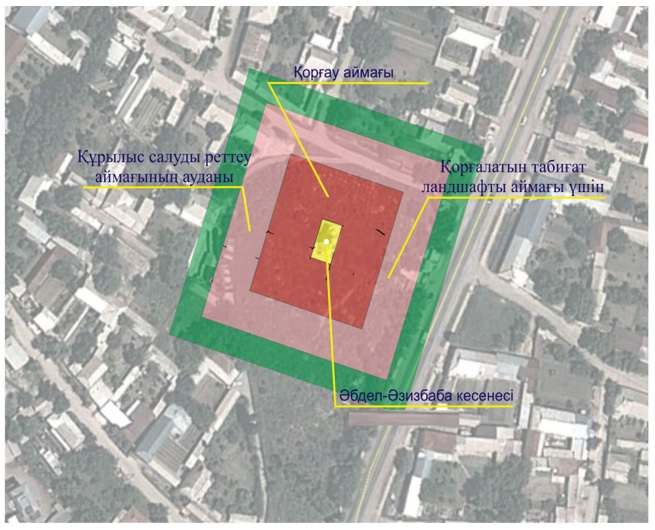 Қорғау аймағы
Құрылыс салуды реттеу
аймағының ауданы
Қорғалатын табиғат
ландшафты аймағы үшін
Әбдел-Әзизбаба кесенесі